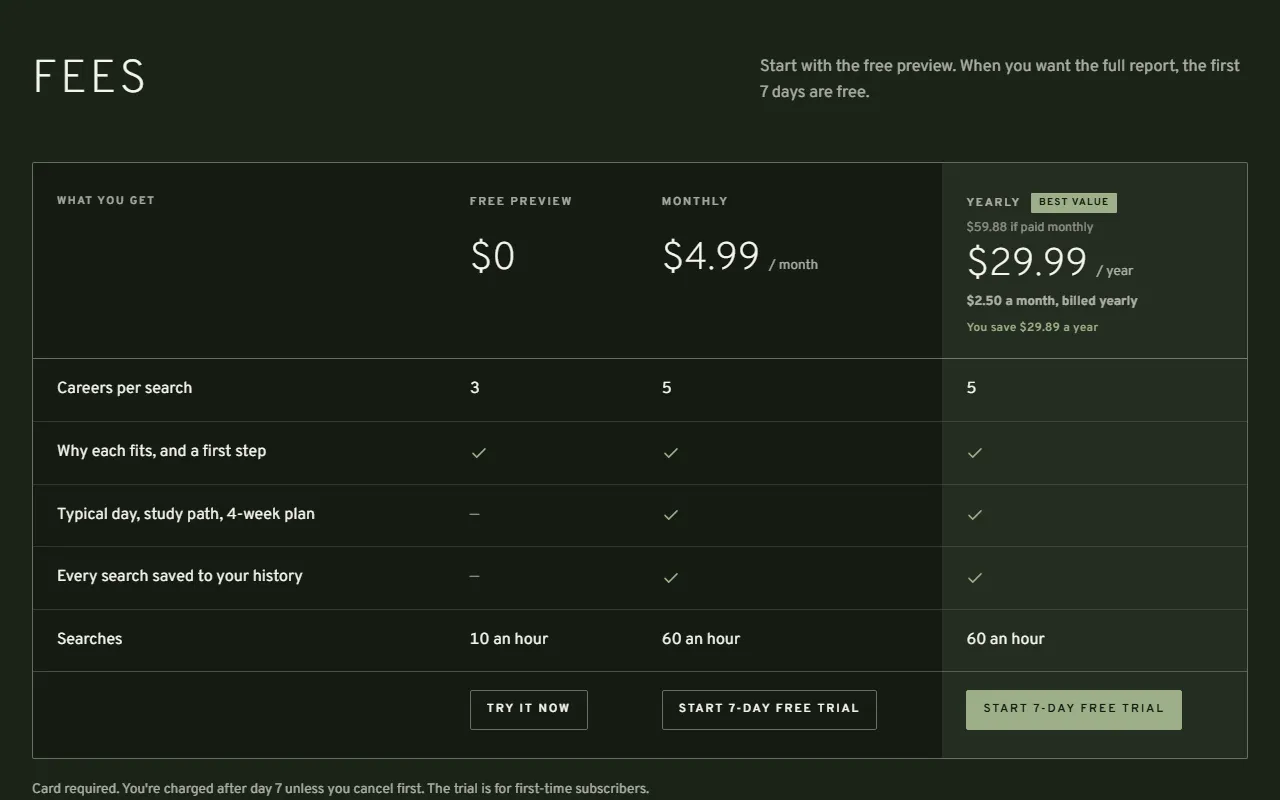 FEES
Start with the free preview. When you want the full report, the first
7 days are free.
WHAT YOU GET
FREE PREVIEW
MONTHLY
YEARLY
BEST VALUE
$59.88 if paid monthly
$0
$4.99 / month
$29.99 / year
$2.50 a month, billed yearly
You save $29.89 a year
Careers per search
3
5
5
Why each fits, and a first step
✓
✓
✓
Typical day, study path, 4-week plan
–
✓
✓
Every search saved to your history
–
✓
✓
Searches
10 an hour
60 an hour
60 an hour
TRY IT NOW
START 7-DAY FREE TRIAL
START 7-DAY FREE TRIAL
Card required. You're charged after day 7 unless you cancel first. The trial is for first-time subscribers.